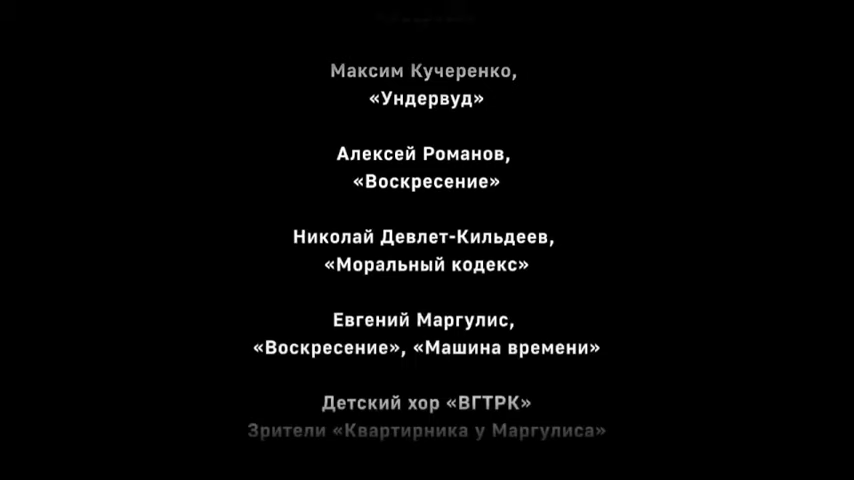 Максим Кучеренко,
«Ундервуд»
Алексей Романов,
«Воскресение»
Николай Девлет-Кильдеев,
«Моральный кодекс»
Евгений Маргулис,
«Воскресение», «Машина времени»
Детский хор «ВГТРК»
Зрители «Квартирника у Маргулиса»